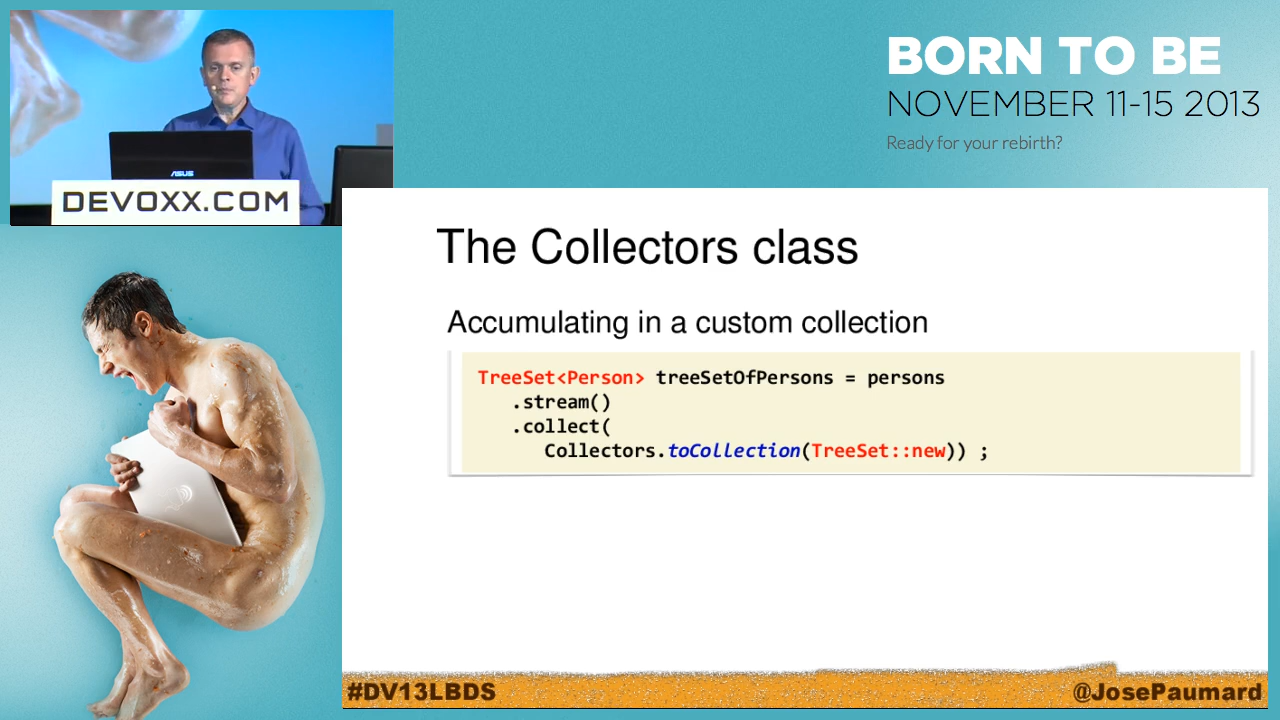 BORN TO BE
NOVEMBER 11-15 2013
Ready for your rebirth?
ASUS
DEVOXX.COM
The Collectors class
Accumulating in a custom collection
TreeSet<Person> treeSetOfPersons = persons
.stream()
.collect(
Collectors.toCollection(TreeSet::new)) ;
#DV13LBDS
@JosePaumard